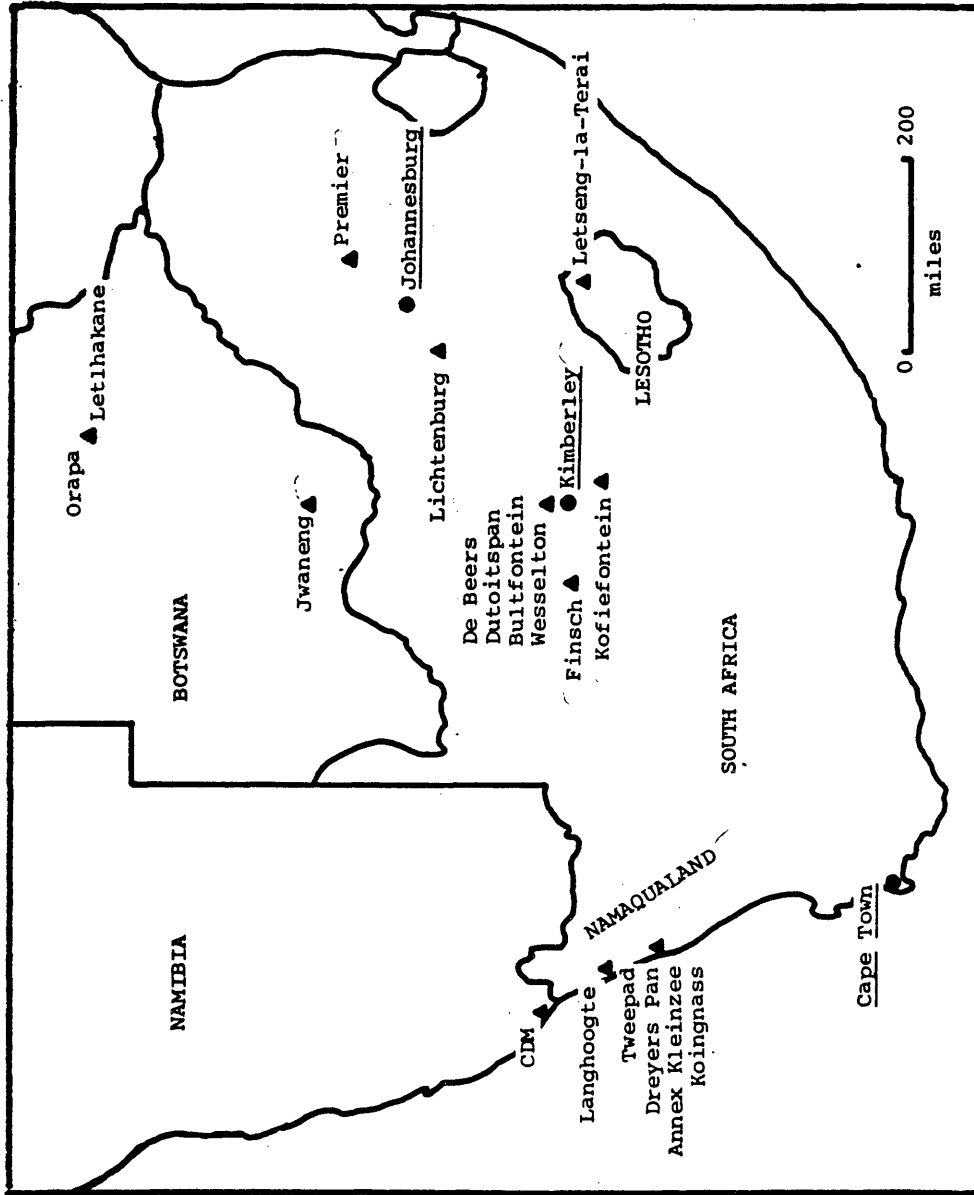 NAMIBIA
BOTSWANA
Orapa
Letlhakane
Jwaneng
Premier
Johannesburg
Lichtenburg
De Beers
Dutoitspan
Bultfontein
Wesselton
Kimberley
Finsch
Kofiefontein
Letseng-la-Terai
LESOTHO
CDM
Langhoogte
NAMAQUALAND
Tweepad
Dreyers Pan
Annex Kleinzee
Koingnass
SOUTH AFRICA
Cape Town
0 200
miles